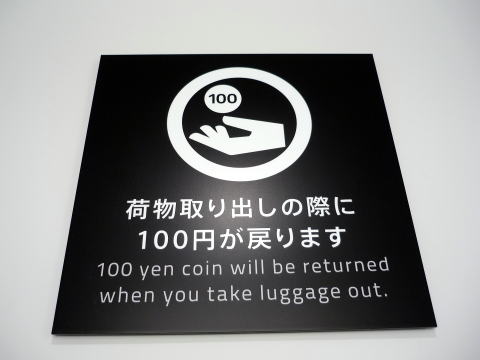 100
荷物取り出しの際に
100円が戻ります
100 yen coin will be returned
when you take luggage out.